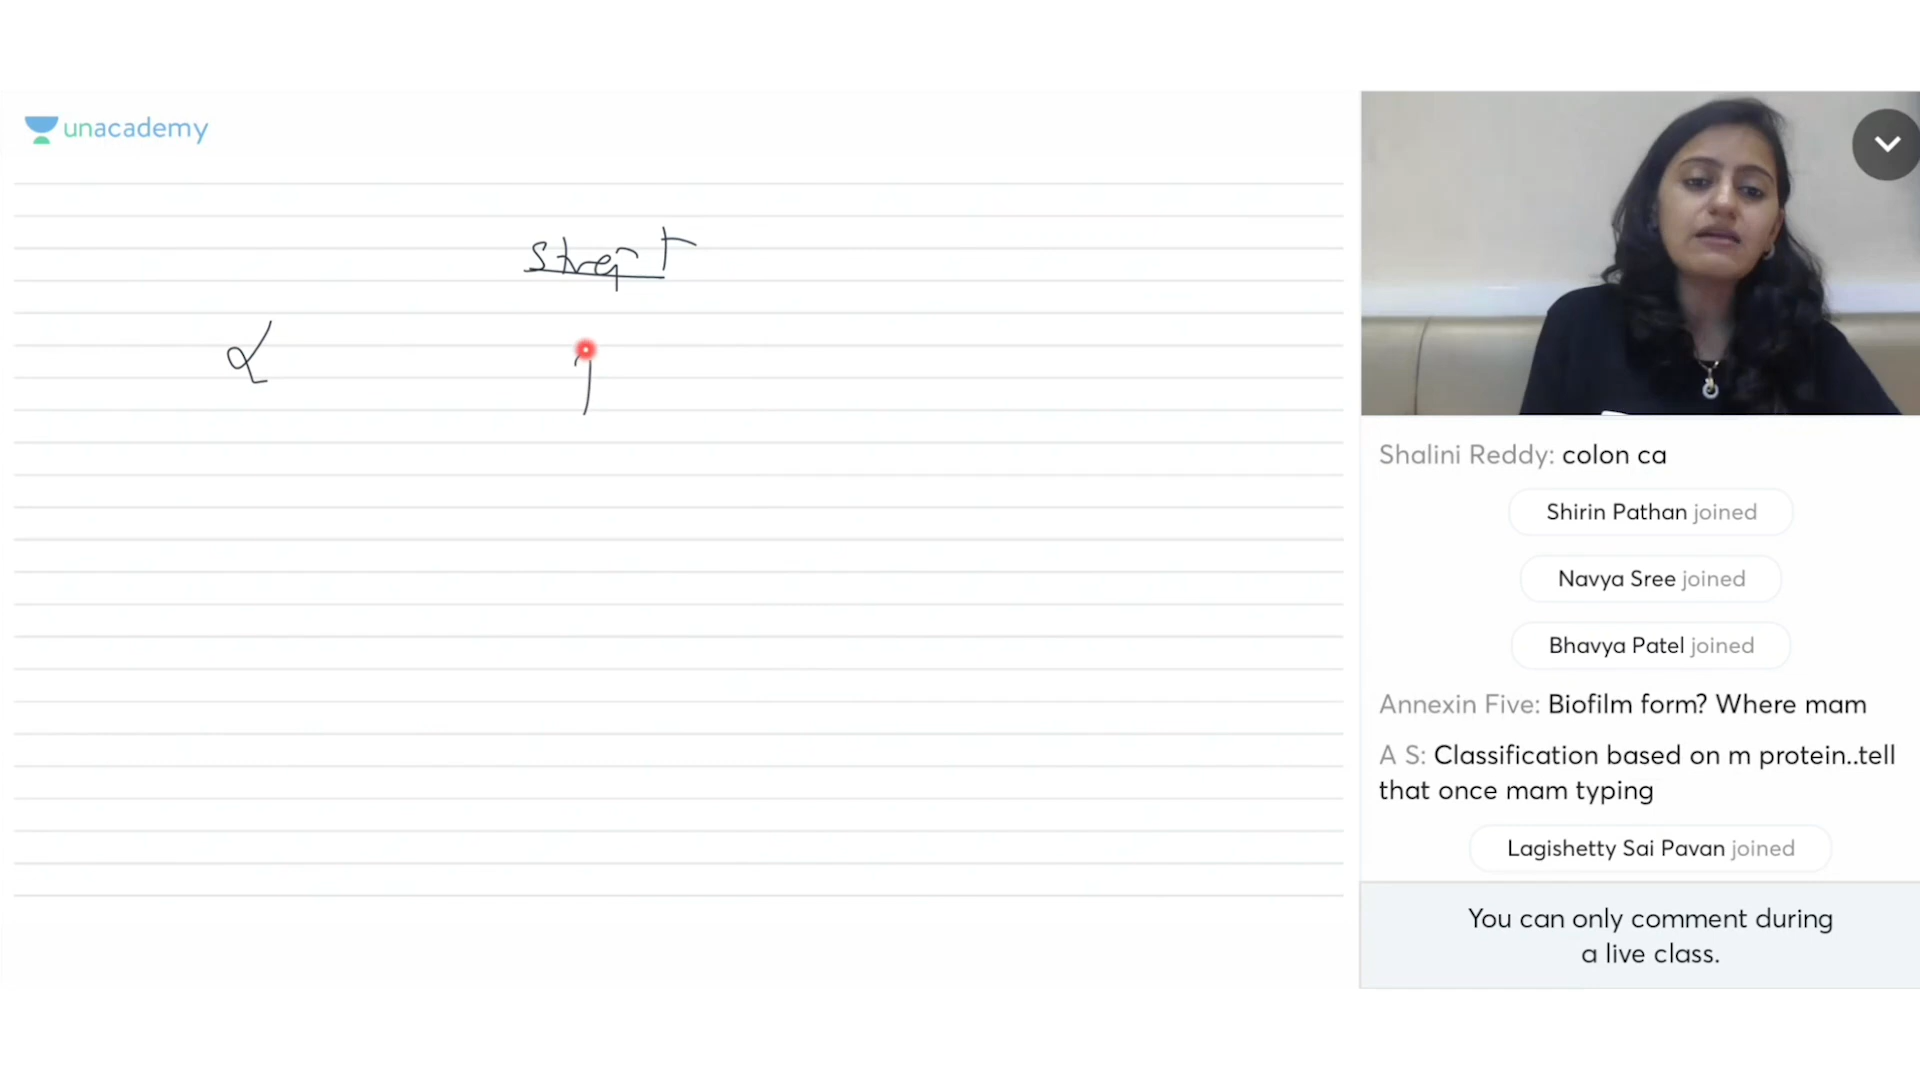 unacademy
Strept
α
Shalini Reddy: colon ca
Shirin Pathan joined
Navya Sree joined
Bhavya Patel joined
Annexin Five: Biofilm form? Where mam
A S: Classification based on m protein..tell
that once mam typing
Lagishetty Sai Pavan joined
You can only comment during
a live class.